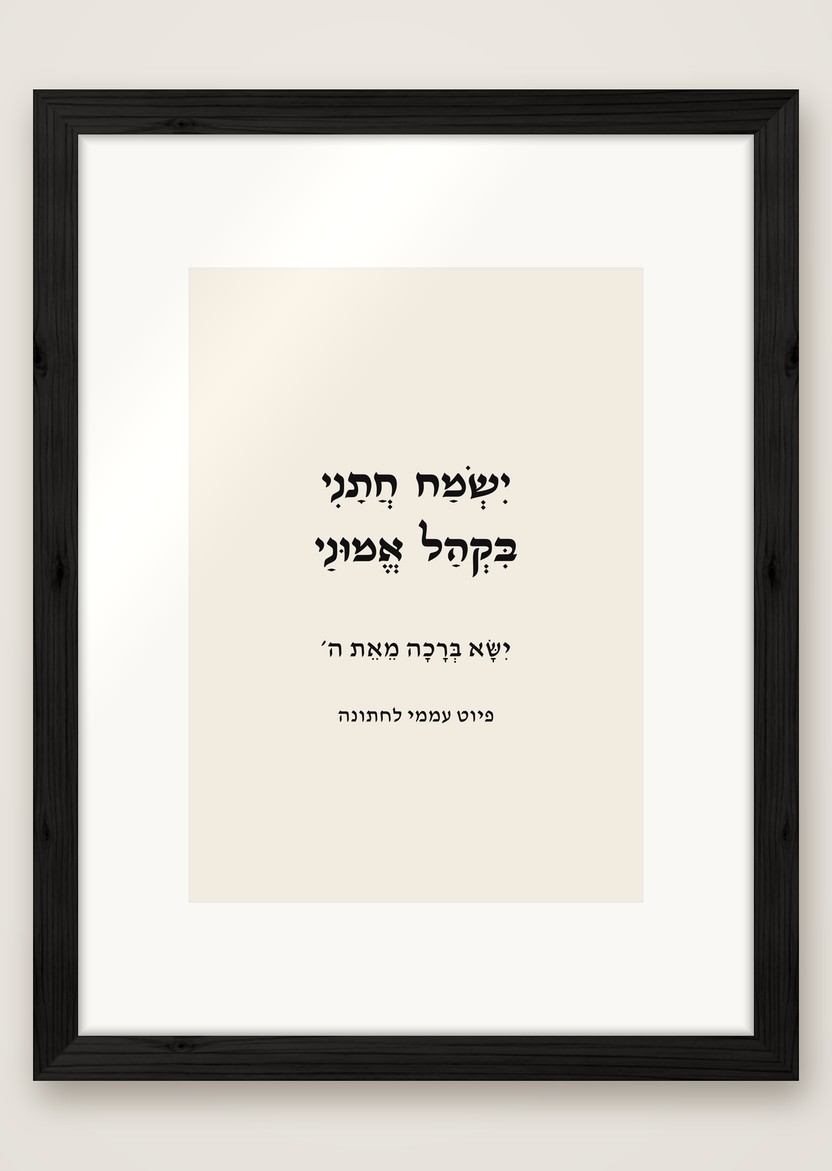 יִשְׂמַח חֲתָנִי
בִּקְהַל אֱמוּנַי
יִשָּׂא בְּרָכָה מֵאֵת ה׳
פיוט עממי לחתונה